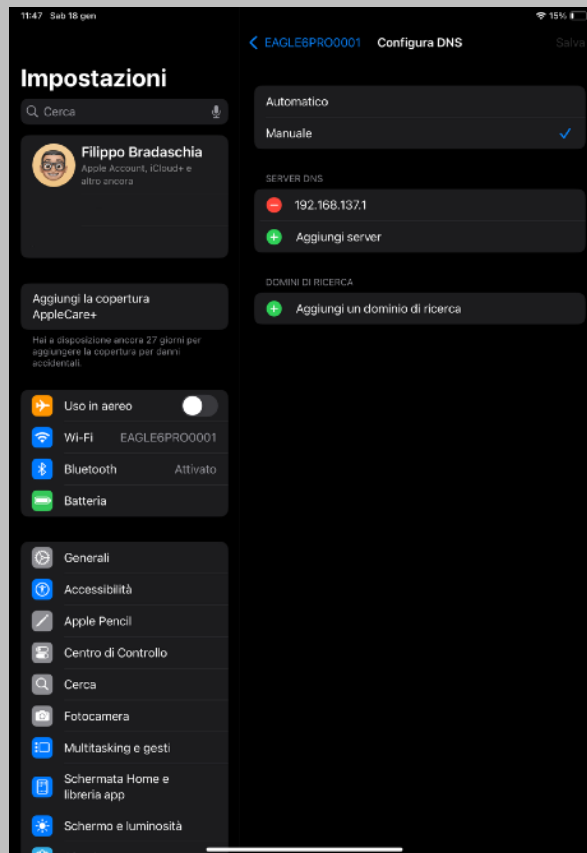 11:47 Sab 18 gen
15%
EAGLE6PRO0001
Configura DNS
Salva
Impostazioni
Cerca
Filippo Bradaschia
Apple Account, iCloud+ e
altro ancora
Aggiungi la copertura
AppleCare+
Hai a disposizione ancora 27 giorni per
aggiungere la copertura per danni
accidentali.
Uso in aereo
Wi-Fi EAGLE6PRO0001
Bluetooth Attivato
Batteria
Generali
Accessibilità
Apple Pencil
Centro di Controllo
Cerca
Fotocamera
Multitasking e gesti
Schermata Home e
libreria app
Schermo e luminosità
Automatico
Manuale
SERVER DNS
192.168.137.1
Aggiungi server
DOMINI DI RICERCA
Aggiungi un dominio di ricerca